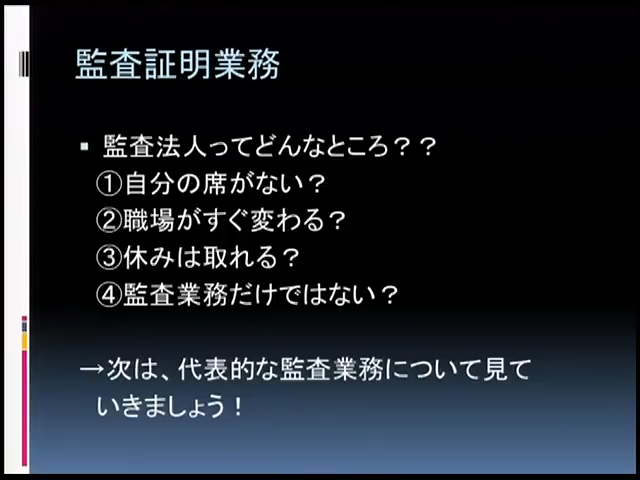 監査証明業務
▪ 監査法人ってどんなところ？？
①自分の席がない？
②職場がすぐ変わる？
③休みは取れる？
④監査業務だけではない？
→次は、代表的な監査業務について見て
いきましょう！